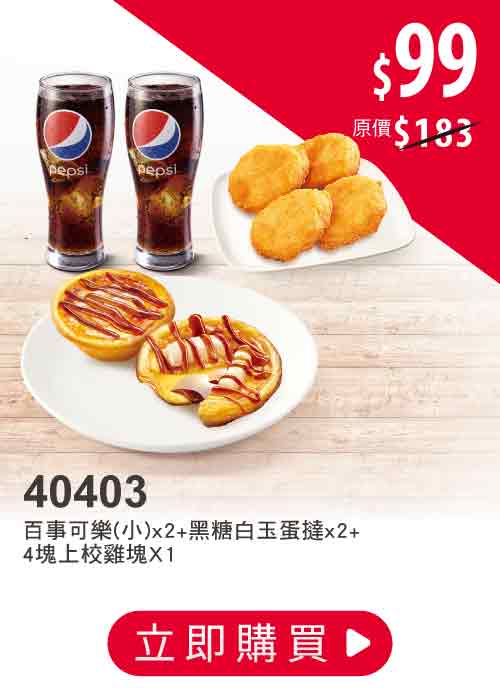 $99
原價$183
pepsi
pepsi
40403
百事可樂(小)x2+黑糖白玉蛋撻x2+
4塊上校雞塊X1
立即購買